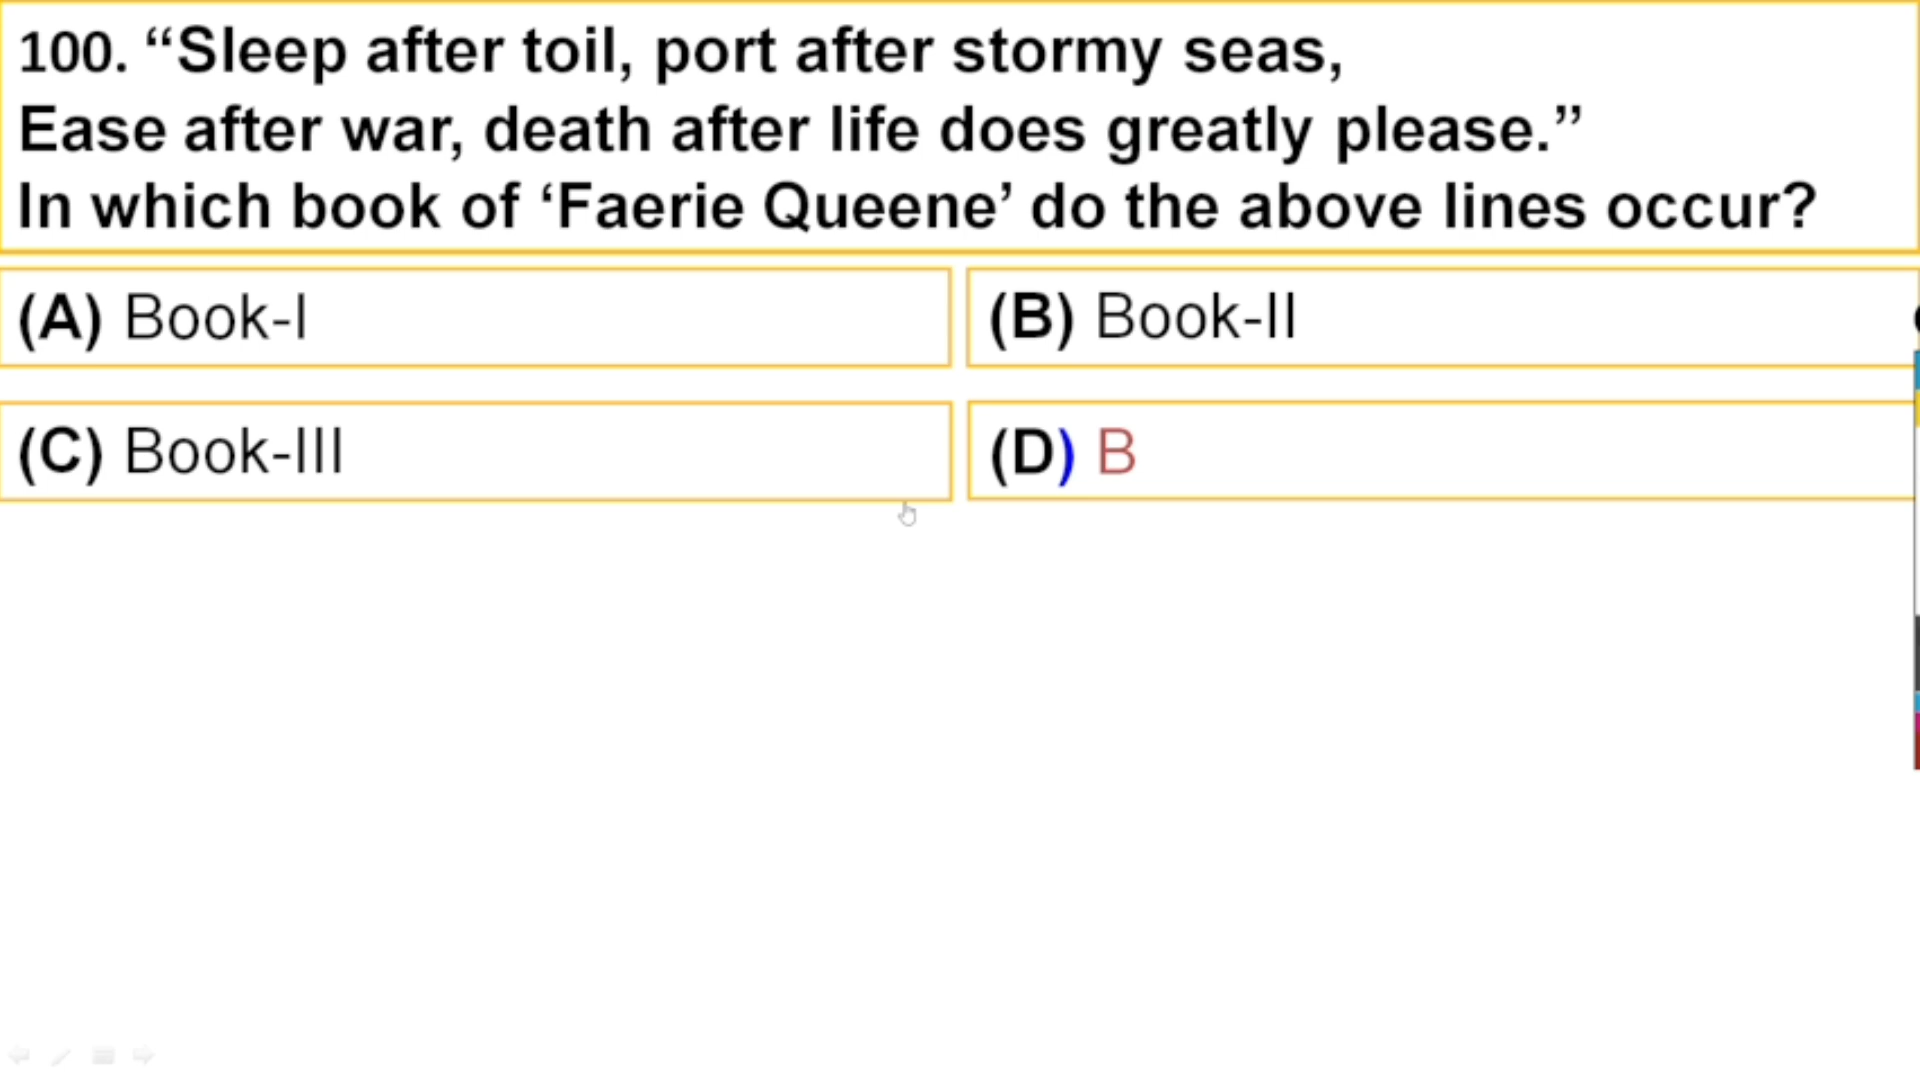 100. “Sleep after toil, port after stormy seas,
Ease after war, death after life does greatly please.”
In which book of ‘Faerie Queene’ do the above lines occur?
(A) Book-I
(B) Book-II
(C) Book-III
(D) B